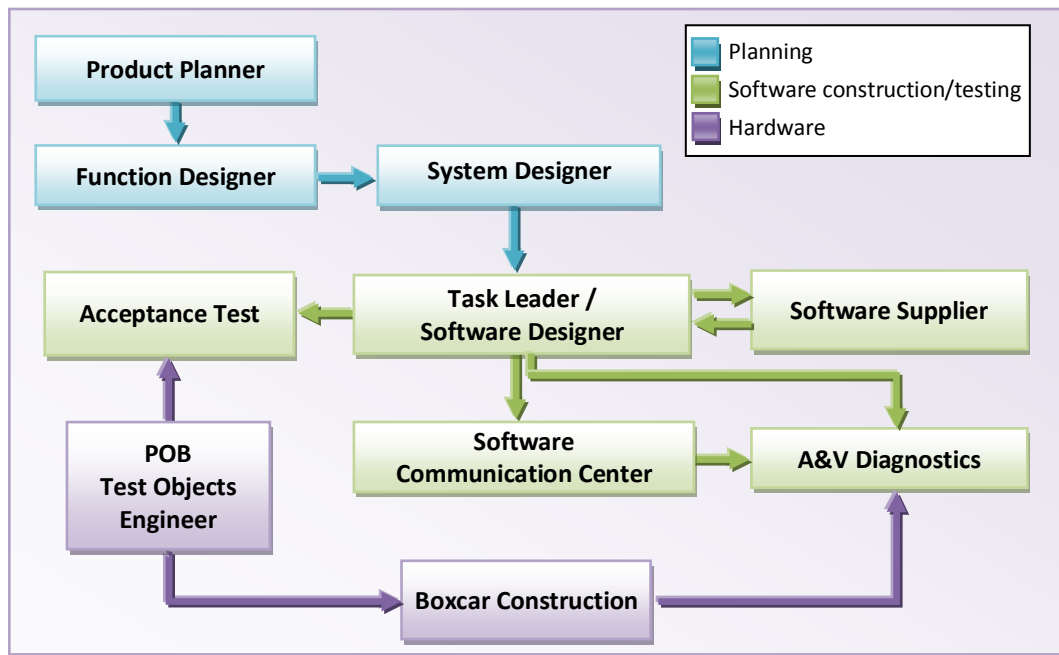 Product Planner
Planning
Software construction/testing
Hardware
Function Designer
System Designer
Acceptance Test
Task Leader /
Software Designer
Software Supplier
POB
Test Objects
Engineer
Software
Communication Center
A&V Diagnostics
Boxcar Construction